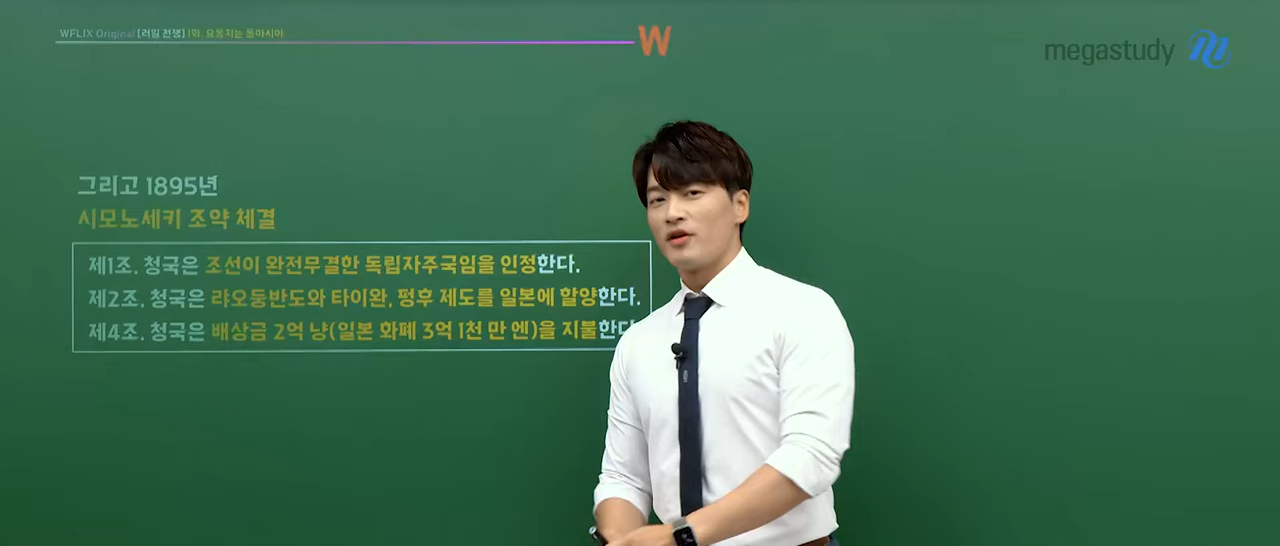 WFLIX Original [러일 전쟁] 1화. 요동치는 동아시아
W
megastudy
그리고 1895년
시모노세키 조약 체결
제1조. 청국은 조선이 완전무결한 독립자주국임을 인정한다.
제2조. 청국은 랴오둥반도와 타이완, 펑후 제도를 일본에 할양한다.
제4조. 청국은 배상금 2억 냥(일본 화폐 3억 1천 만 엔)을 지불한다